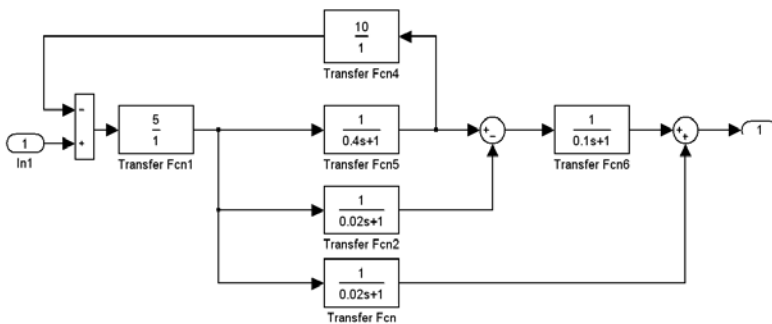 10
1
Transfer Fcn4
-
+
1
In1
5
1
Transfer Fcn1
1
0.4s+1
Transfer Fcn5
+
-
1
0.1s+1
Transfer Fcn6
+
+
1
1
0.02s+1
Transfer Fcn2
1
0.02s+1
Transfer Fcn